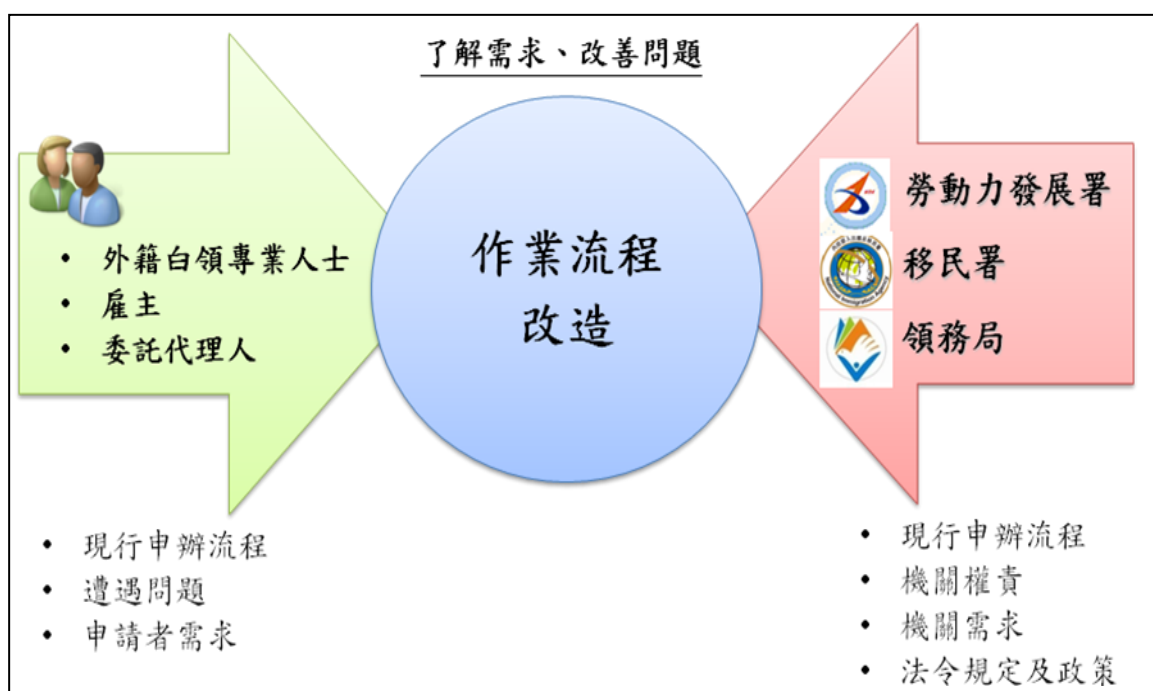 了解需求、改善問題
• 外籍白領專業人士
• 雇主
• 委託代理人
作業流程
改造
勞動力發展署
移民署
領務局
• 現行申辦流程
• 遭遇問題
• 申請者需求
• 現行申辦流程
• 機關權責
• 機關需求
• 法令規定及政策